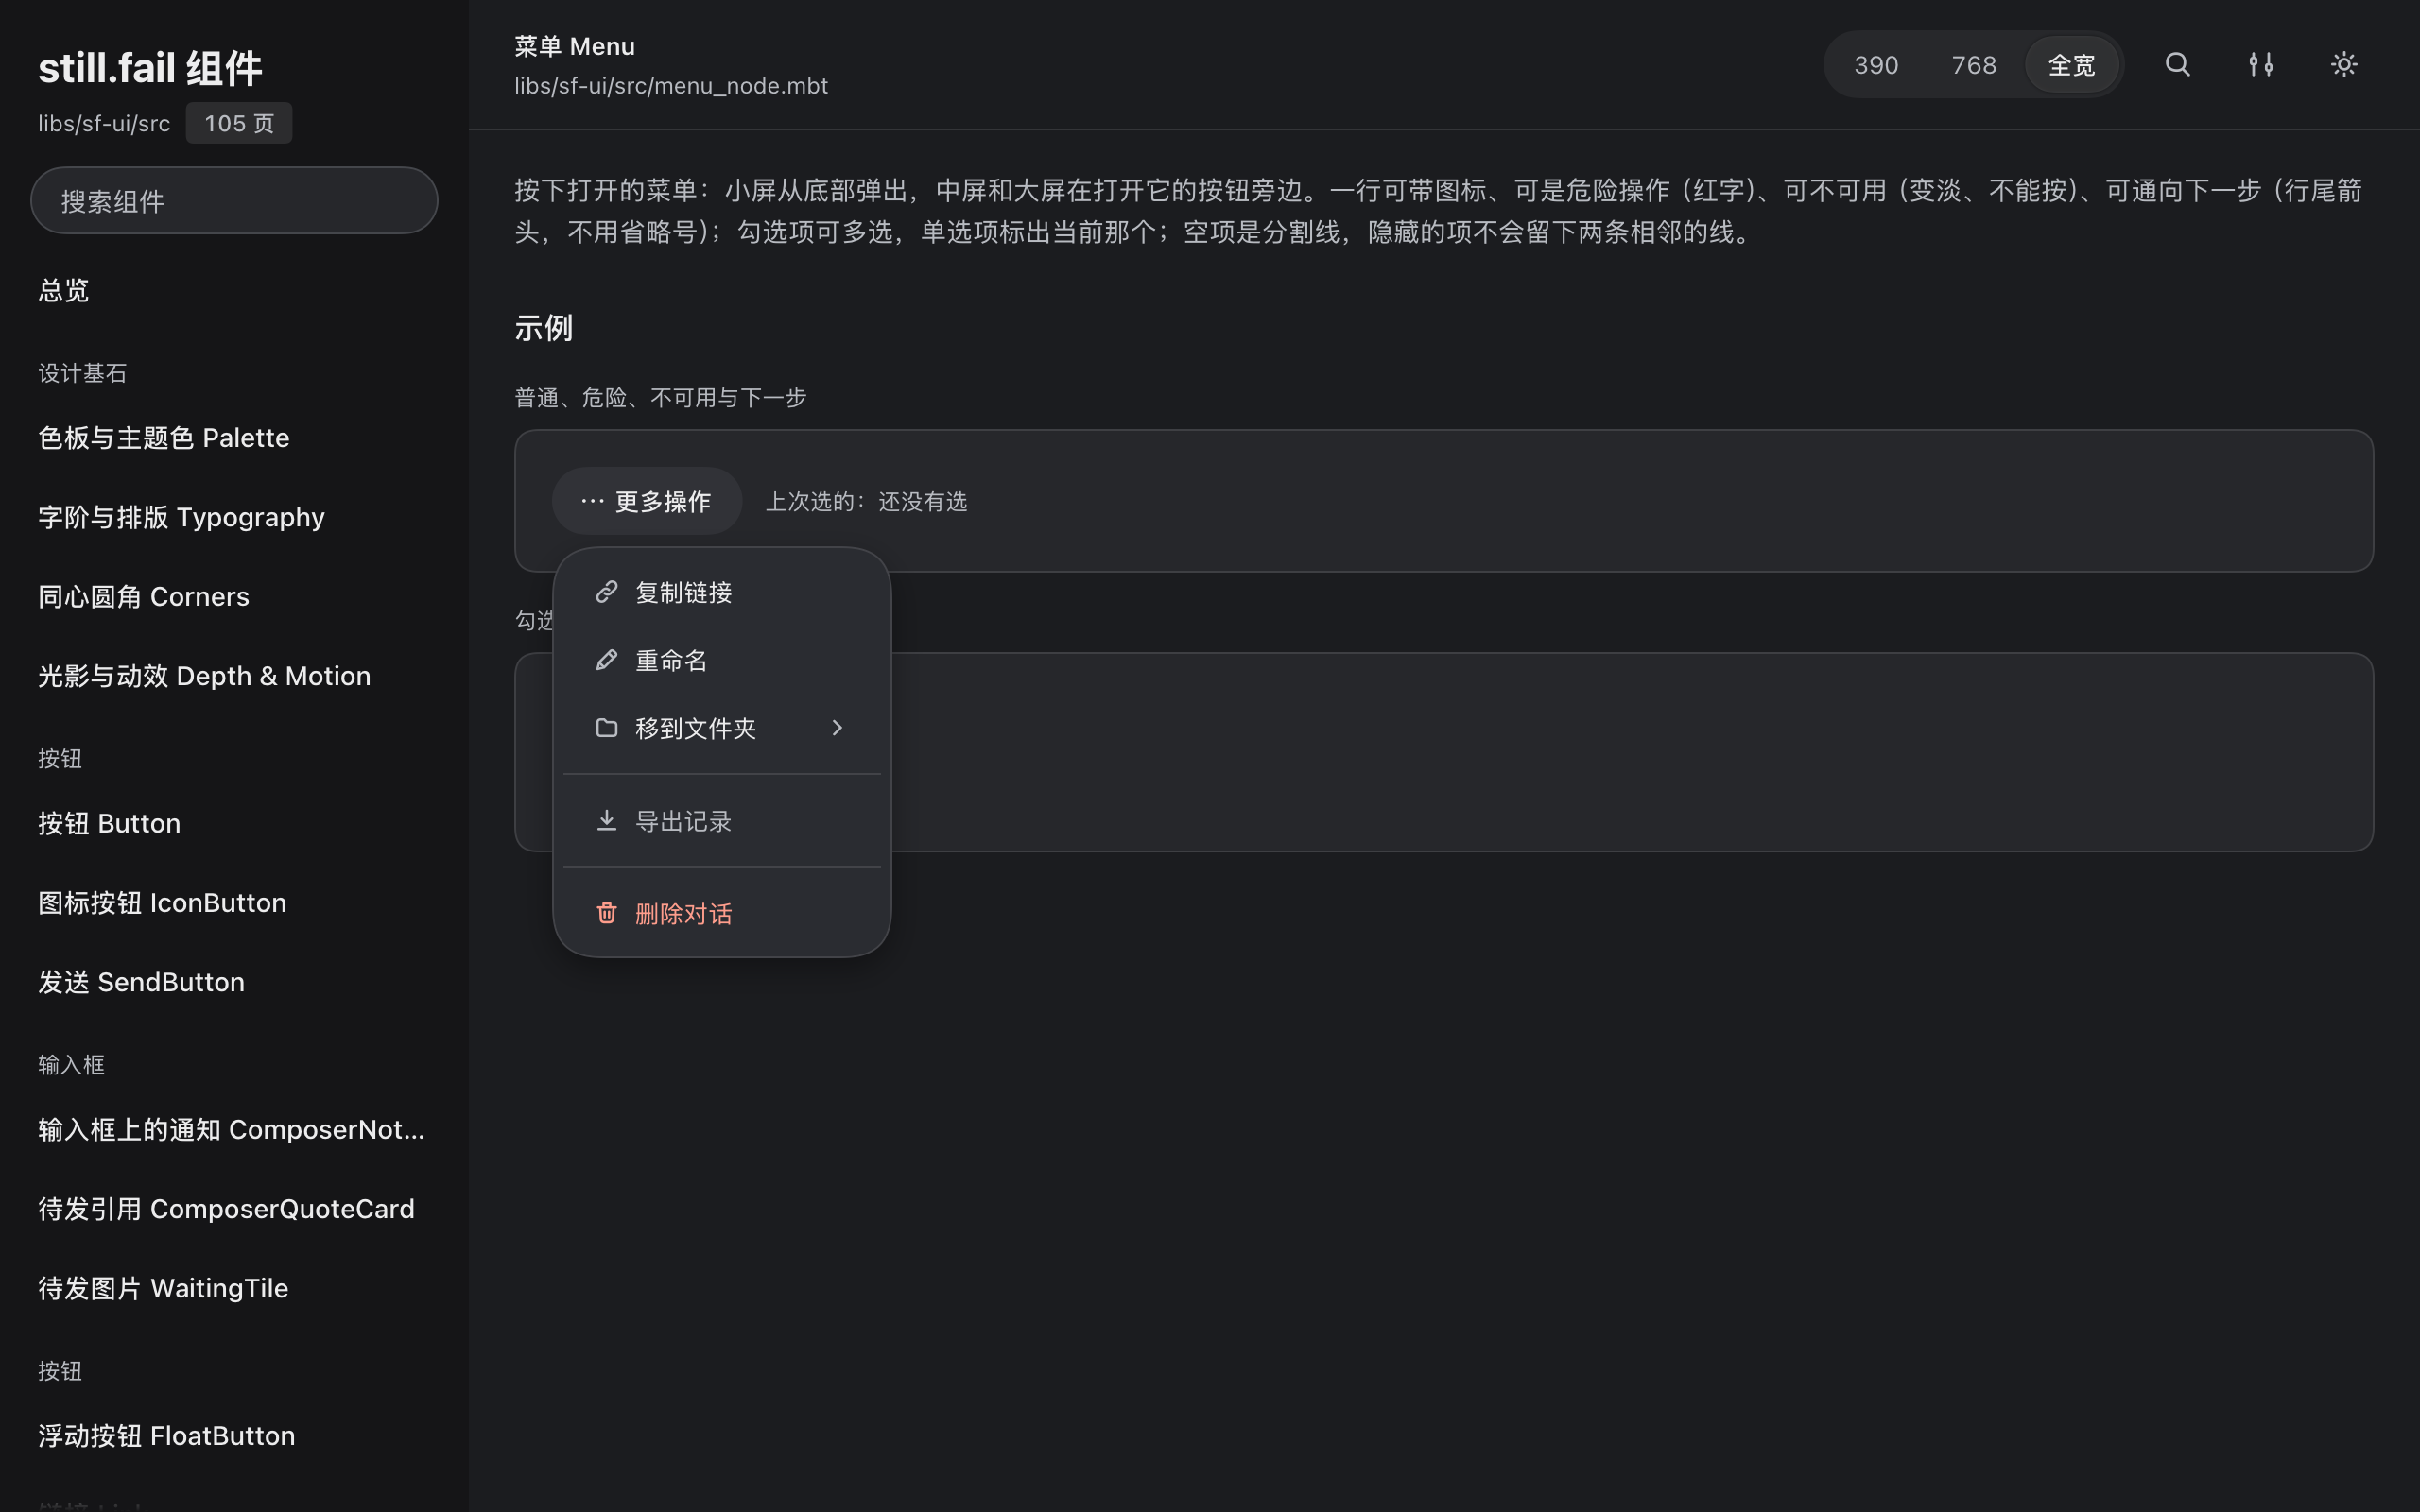 still.fail 组件
libs/sf-ui/src 105 页
搜索组件
总览
设计基石
色板与主题色 Palette
字阶与排版 Typography
同心圆角 Corners
光影与动效 Depth & Motion
按钮
按钮 Button
图标按钮 IconButton
发送 SendButton
输入框
输入框上的通知 ComposerNot...
待发引用 ComposerQuoteCard
待发图片 WaitingTile
按钮
浮动按钮 FloatButton
菜单 Menu
libs/sf-ui/src/menu_node.mbt
390 768 全宽
按下打开的菜单：小屏从底部弹出，中屏和大屏在打开它的按钮旁边。一行可带图标、可是危险操作（红字）、可不可用（变淡、不能按）、可通向下一步（行尾箭
头，不用省略号）；勾选项可多选，单选项标出当前那个；空项是分割线，隐藏的项不会留下两条相邻的线。
示例
普通、危险、不可用与下一步
··· 更多操作 上次选的：还没有选
勾选
复制链接
重命名
移到文件夹
导出记录
删除对话